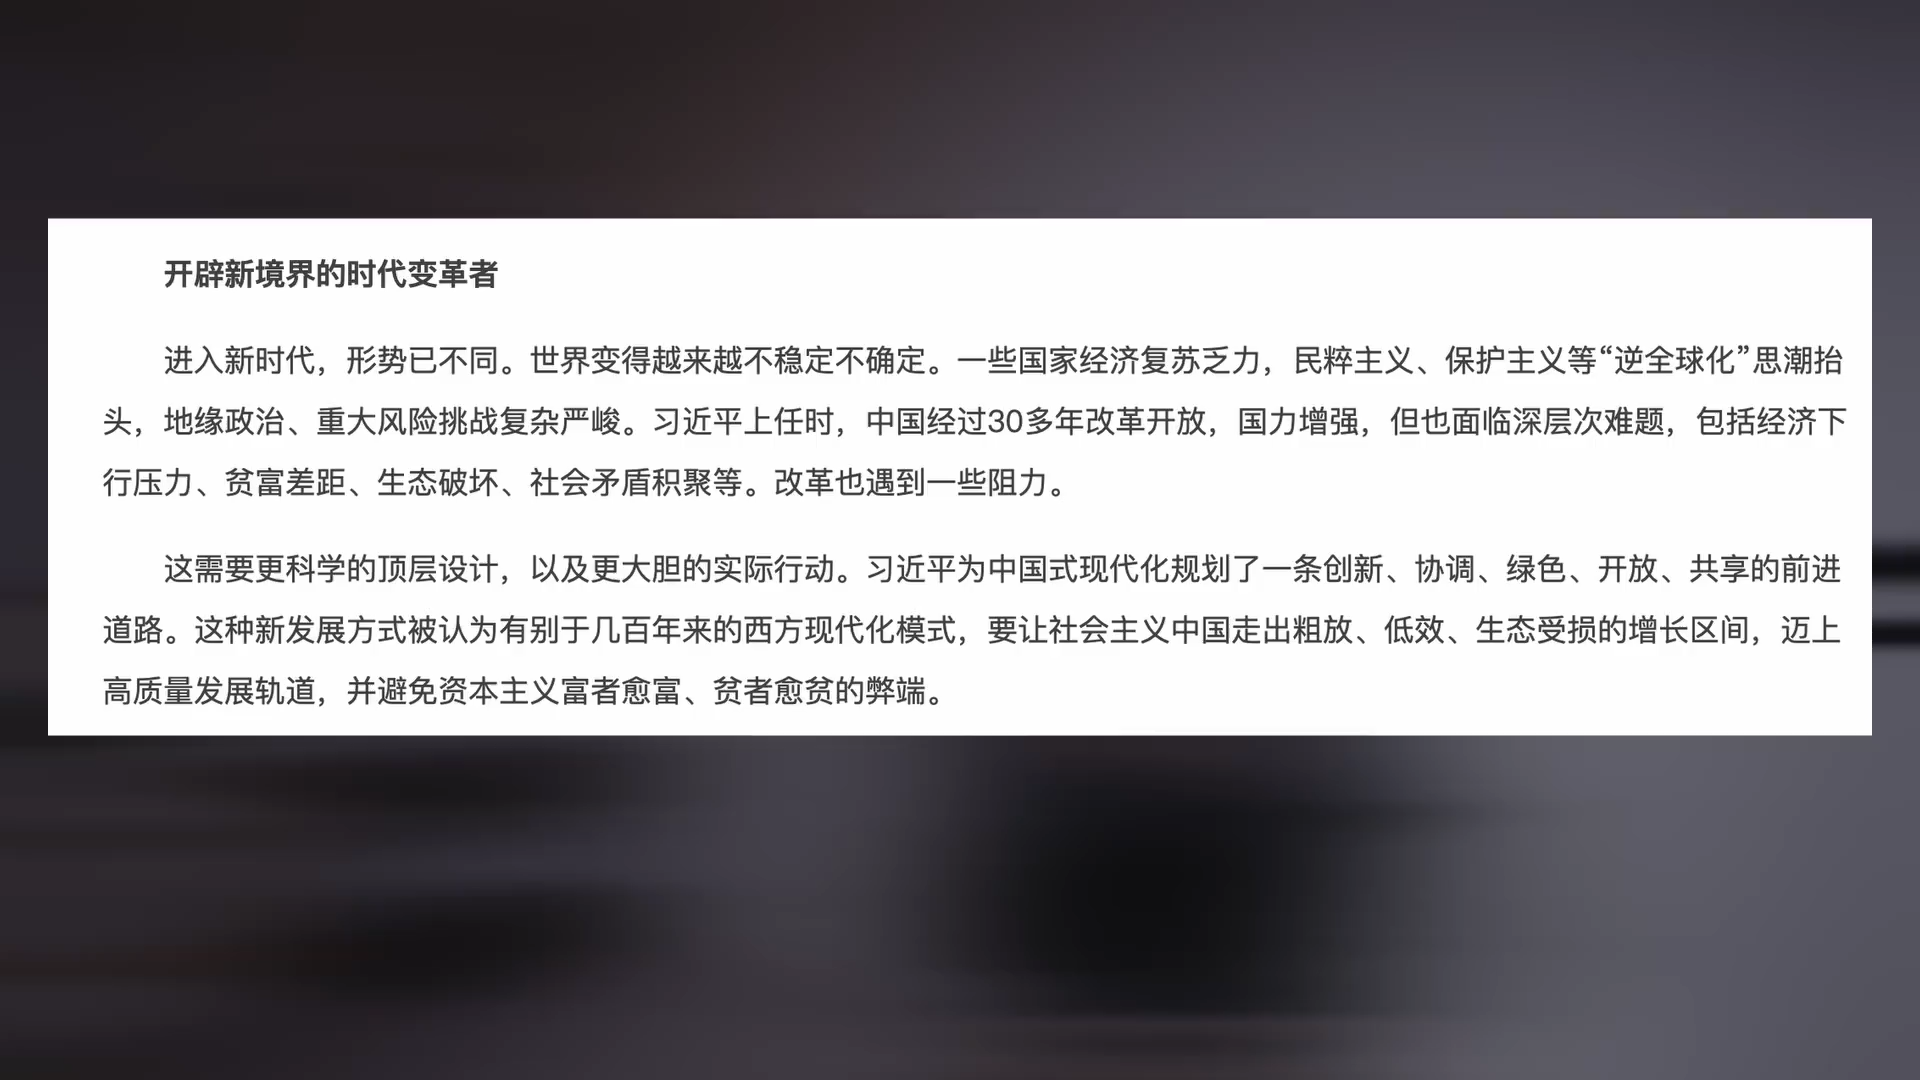 开辟新境界的时代变革者
进入新时代，形势已不同。世界变得越来越不稳定不确定。一些国家经济复苏乏力，民粹主义、保护主义等“逆全球化”思潮抬
头，地缘政治、重大风险挑战复杂严峻。习近平上任时，中国经过30多年改革开放，国力增强，但也面临深层次难题，包括经济下
行压力、贫富差距、生态破坏、社会矛盾积聚等。改革也遇到一些阻力。
这需要更科学的顶层设计，以及更大胆的实际行动。习近平为中国式现代化规划了一条创新、协调、绿色、开放、共享的前进
道路。这种新发展方式被认为有别于几百年来的西方现代化模式，要让社会主义中国走出粗放、低效、生态受损的增长区间，迈上
高质量发展轨道，并避免资本主义富者愈富、贫者愈贫的弊端。